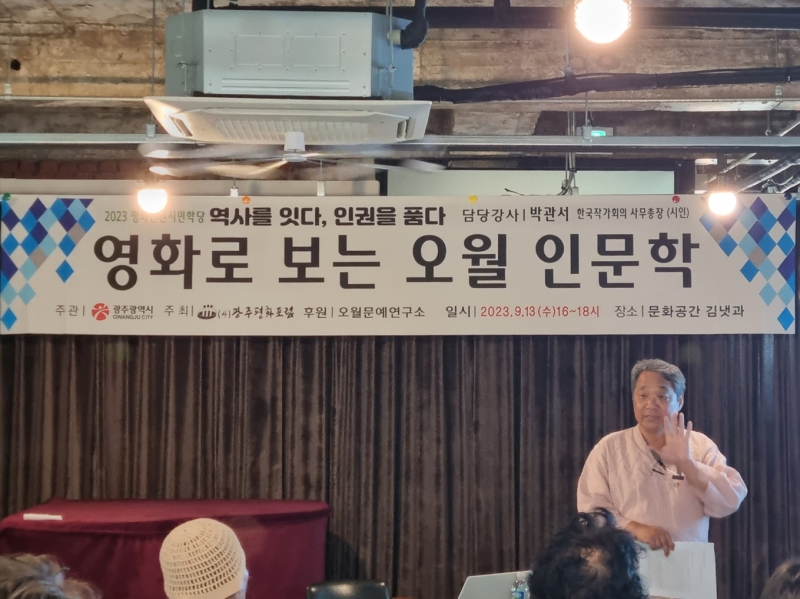 2023 시민학당 역사를 잇다, 인권을 품다 담당강사 | 박관서 한국작가회의 사무총장 (시인)
영화로 보는 오월 인문학
주관 | 광주광역시 GWANGJU CITY 주최 | (사)광주평화포럼 후원 | 오월문예연구소 일시 | 2023.9.13 (수)16~18시 장소 | 문화공간 김냇과